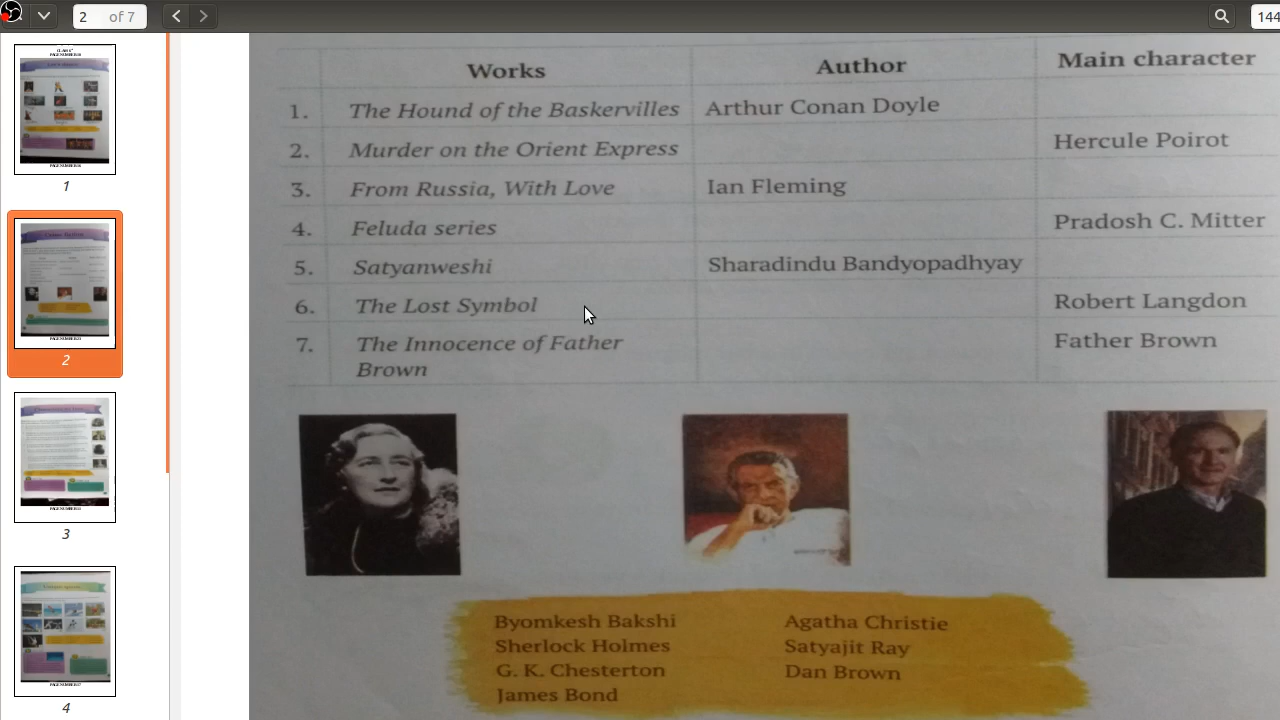 2 of 7
144
1
2
3
4
Works Author Main character
1. The Hound of the Baskervilles Arthur Conan Doyle
2. Murder on the Orient Express Hercule Poirot
3. From Russia, With Love Ian Fleming
4. Feluda series Pradosh C. Mitter
5. Satyanweshi Sharadindu Bandyopadhyay
6. The Lost Symbol Robert Langdon
7. The Innocence of Father Father Brown
Brown
Byomkesh Bakshi Agatha Christie
Sherlock Holmes Satyajit Ray
G. K. Chesterton Dan Brown
James Bond